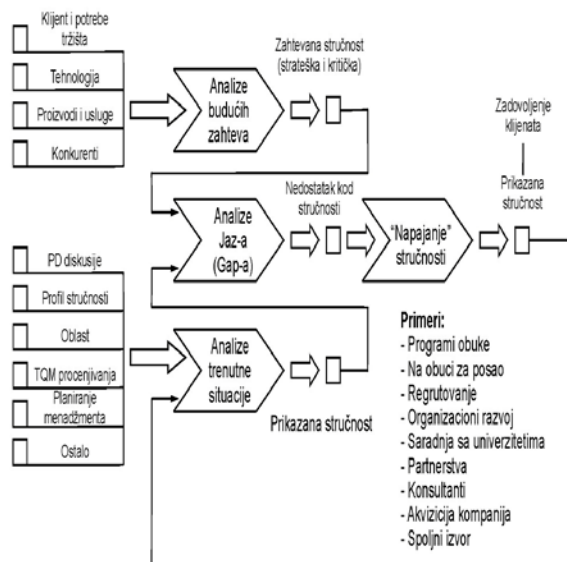 Klijent i potrebe
tržišta
Tehnologija
Proizvodi i usluge
Konkurenti
Analize
budućih
zahteva
Zahtevana stručnost
(strateška i kritička)
Zadovoljenje
klijenata
Prikazana
stručnost
Analize
Jaz-a
(Gap-a)
Nedostatak kod
stručnosti
"Napajanje"
stručnosti
PD diskusije
Profil stručnosti
Oblast
TQM procenjivanja
Planiranje
menadžmenta
Ostalo
Analize
trenutne
situacije
Prikazana stručnost
Primeri:
- Programi obuke
- Na obuci za posao
- Regrutovanje
- Organizacioni razvoj
- Saradnja sa univerzitetima
- Partnerstva
- Konsultanti
- Akvizicija kompanija
- Spoljni izvor